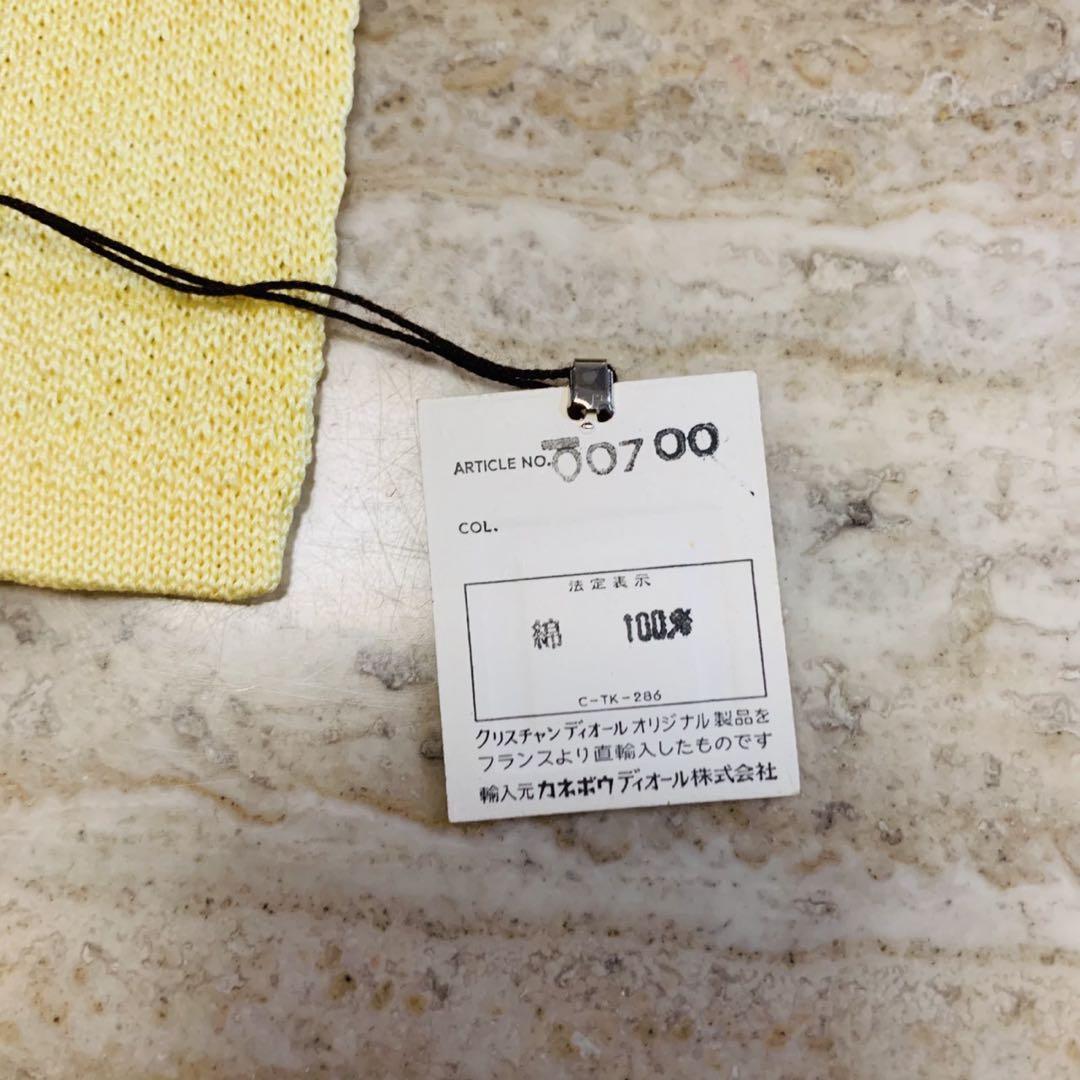 ARTICLE NO. 00700
COL.
法定表示
綿 100%
C-TK-286
クリスチャン ディオール オリジナル製品を
フランスより直輸入したものです
輸入元 カネボウディオール株式会社